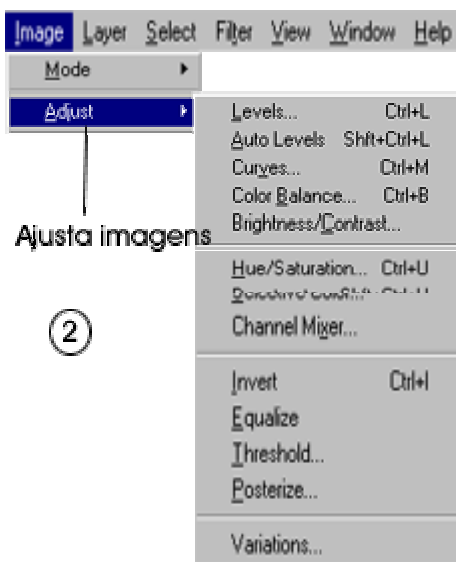 Image Layer Select Filter View Window Help
Mode
Adjust
Ajusta imagens
2
Levels... Ctrl+L
Auto Levels Shft+Ctrl+L
Curves... Ctrl+M
Color Balance... Ctrl+B
Brightness/Contrast...
Hue/Saturation... Ctrl+U
Channel Mixer...
Invert Ctrl+I
Equalize
Threshold...
Posterize...
Variations...